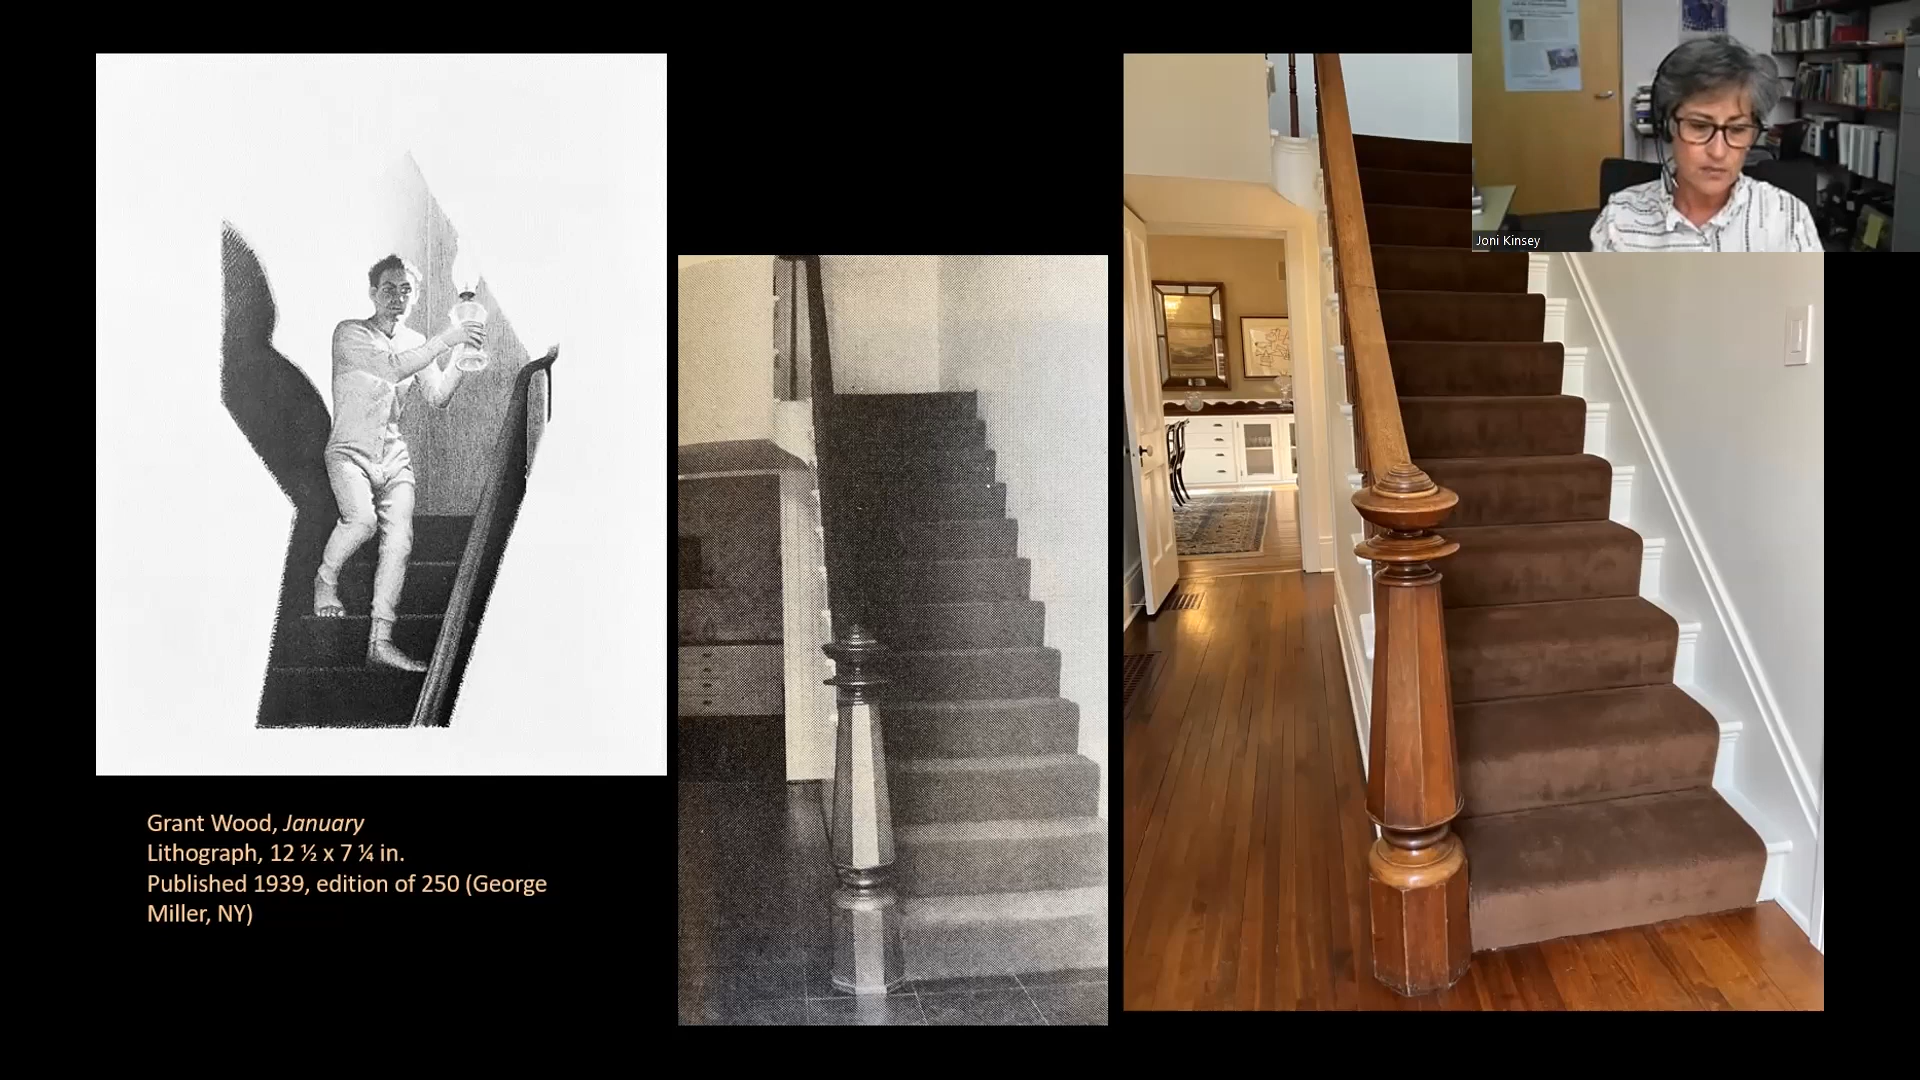 Joni Kinsey
Grant Wood, January
Lithograph, 12 ½ x 7 ¼ in.
Published 1939, edition of 250 (George
Miller, NY)